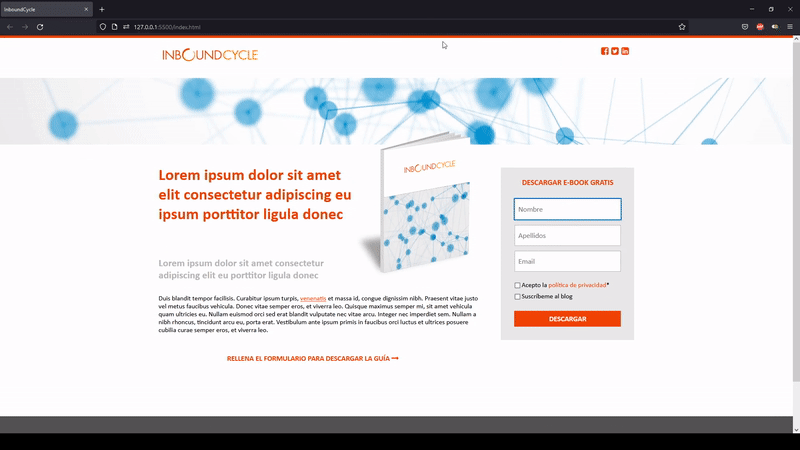 InboundCycle
127.0.0.1:5500/index.html
INBOUNDCYCLE
INBOUNDCYCLE
Lorem ipsum dolor sit amet
elit consectetur adipiscing eu
ipsum porttitor ligula donec
Lorem ipsum dolor sit amet consectetur
adipiscing elit eu porttitor ligula donec
Duis blandit tempor facilisis. Curabitur ipsum turpis, venenatis et massa id, congue dignissim nibh. Praesent vitae justo
vel metus faucibus vehicula. Donec vitae semper eros, et viverra leo. Quisque maximus semper mi, sit amet vehicula
quam ultricies eu. Nullam euismod orci sed erat blandit vulputate nec vitae arcu. Integer nec imperdiet sem. Nullam a
nibh rhoncus, tincidunt arcu eu, porta erat. Vestibulum ante ipsum primis in faucibus orci luctus et ultrices posuere
cubilia curae semper eros, et viverra leo.
RELLENA EL FORMULARIO PARA DESCARGAR LA GUÍA
DESCARGAR E-BOOK GRATIS
Nombre
Apellidos
Email
Acepto la política de privacidad*
Suscríbeme al blog
DESCARGAR